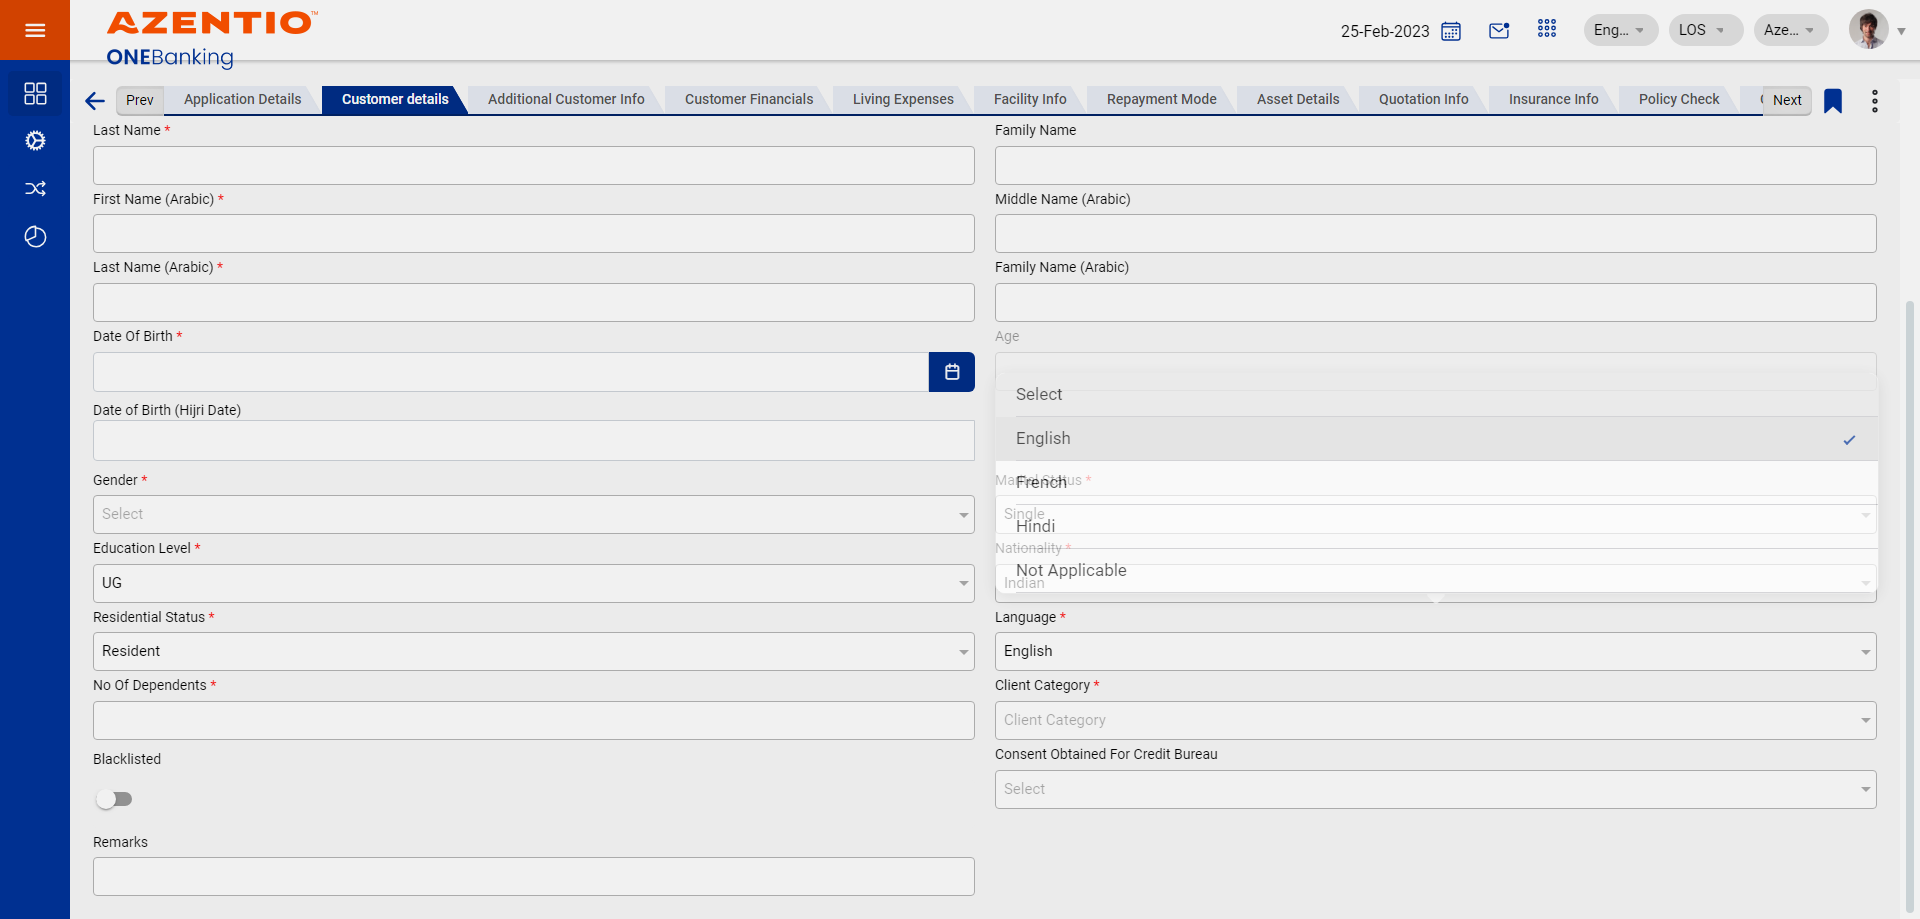 AZENTIO™
ONEBanking
25-Feb-2023
Eng...
LOS
Aze...
Prev
Application Details
Customer details
Additional Customer Info
Customer Financials
Living Expenses
Facility Info
Repayment Mode
Asset Details
Quotation Info
Insurance Info
Policy Check
Next
Last Name *
Family Name
First Name (Arabic) *
Middle Name (Arabic)
Last Name (Arabic) *
Family Name (Arabic)
Date Of Birth *
Age
Date of Birth (Hijri Date)
Select
English
French
Hindi
Not Applicable
Gender *
Select
Marital Status *
Single
Education Level *
UG
Nationality *
Indian
Residential Status *
Resident
Language *
English
No Of Dependents *
Client Category *
Client Category
Blacklisted
Consent Obtained For Credit Bureau
Select
Remarks